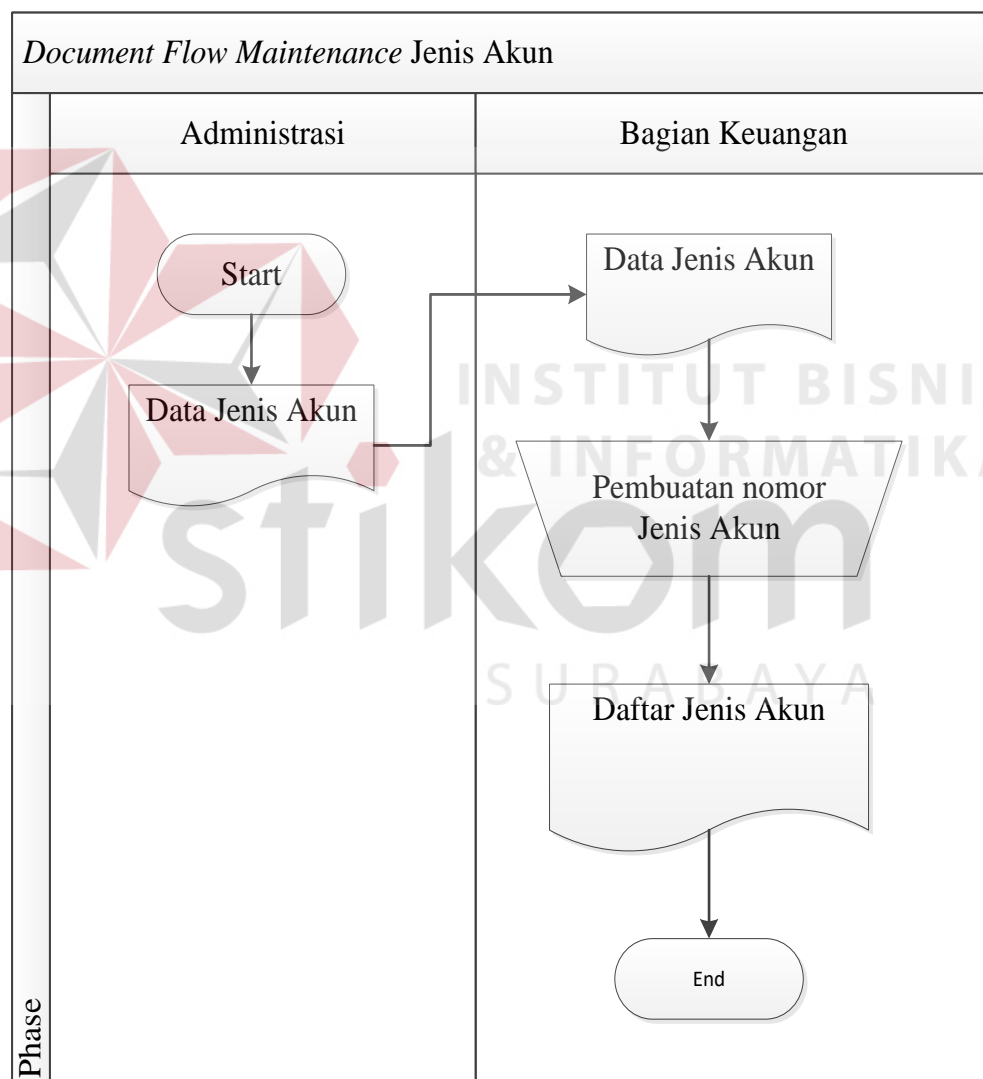 Document Flow Maintenance Jenis Akun
Administrasi
Bagian Keuangan
Start
Data Jenis Akun
Data Jenis Akun
Pembuatan nomor
Jenis Akun
Daftar Jenis Akun
End
Phase
INSTITUT BISNI
& INFORMATIKA
stikom
SURABAYA